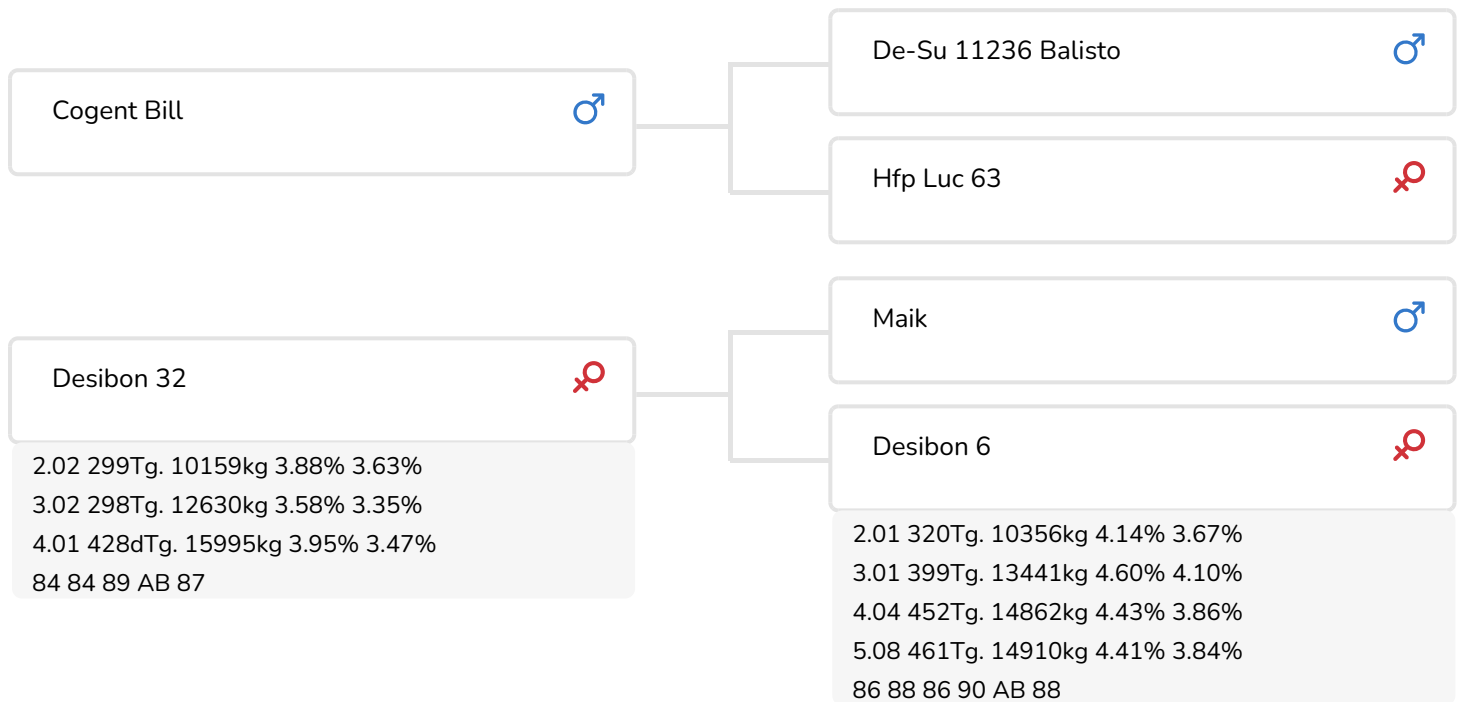 Cogent Bill
De-Su 11236 Balisto
Hfp Luc 63
Desibon 32
2.02 299Tg. 10159kg 3.88% 3.63%
3.02 298Tg. 12630kg 3.58% 3.35%
4.01 428dTg. 15995kg 3.95% 3.47%
84 84 89 AB 87
Maik
Desibon 6
2.01 320Tg. 10356kg 4.14% 3.67%
3.01 399Tg. 13441kg 4.60% 4.10%
4.04 452Tg. 14862kg 4.43% 3.86%
5.08 461Tg. 14910kg 4.41% 3.84%
86 88 86 90 AB 88